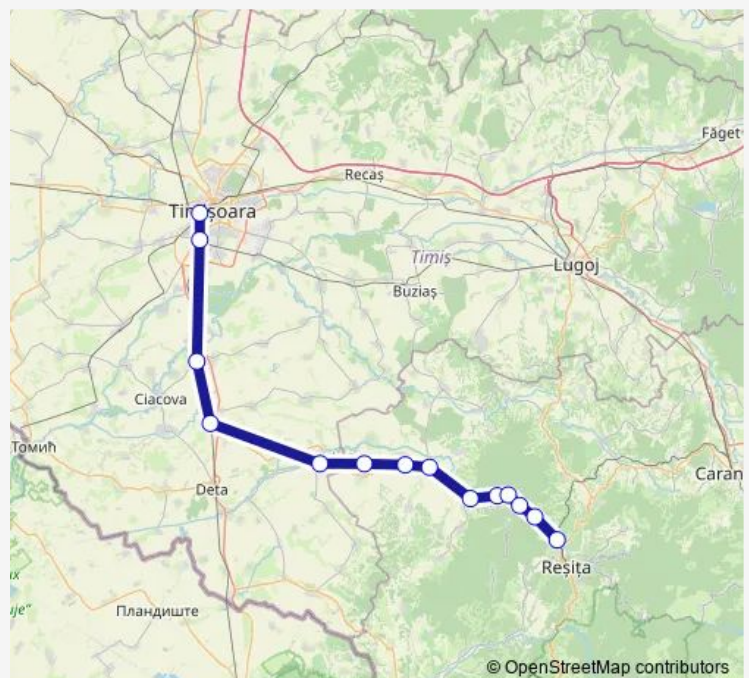 Făget
Recaș
Timișoara
Timiș
Lugoj
Buziaș
Ciacova
Томић
Caran
Deta
Reșița
Пландиште
© OpenStreetMap contributors